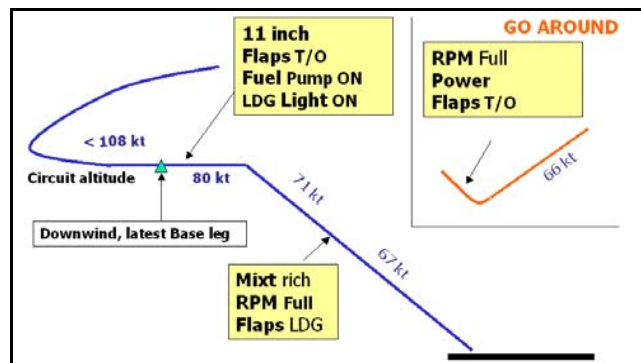 11 inch
Flaps T/O
Fuel Pump ON
LDG Light ON
GO AROUND
RPM Full
Power
Flaps T/O
66 kt
< 108 kt
Circuit altitude
80 kt
Downwind, latest Base leg
71 kt
67 kt
Mixt rich
RPM Full
Flaps LDG